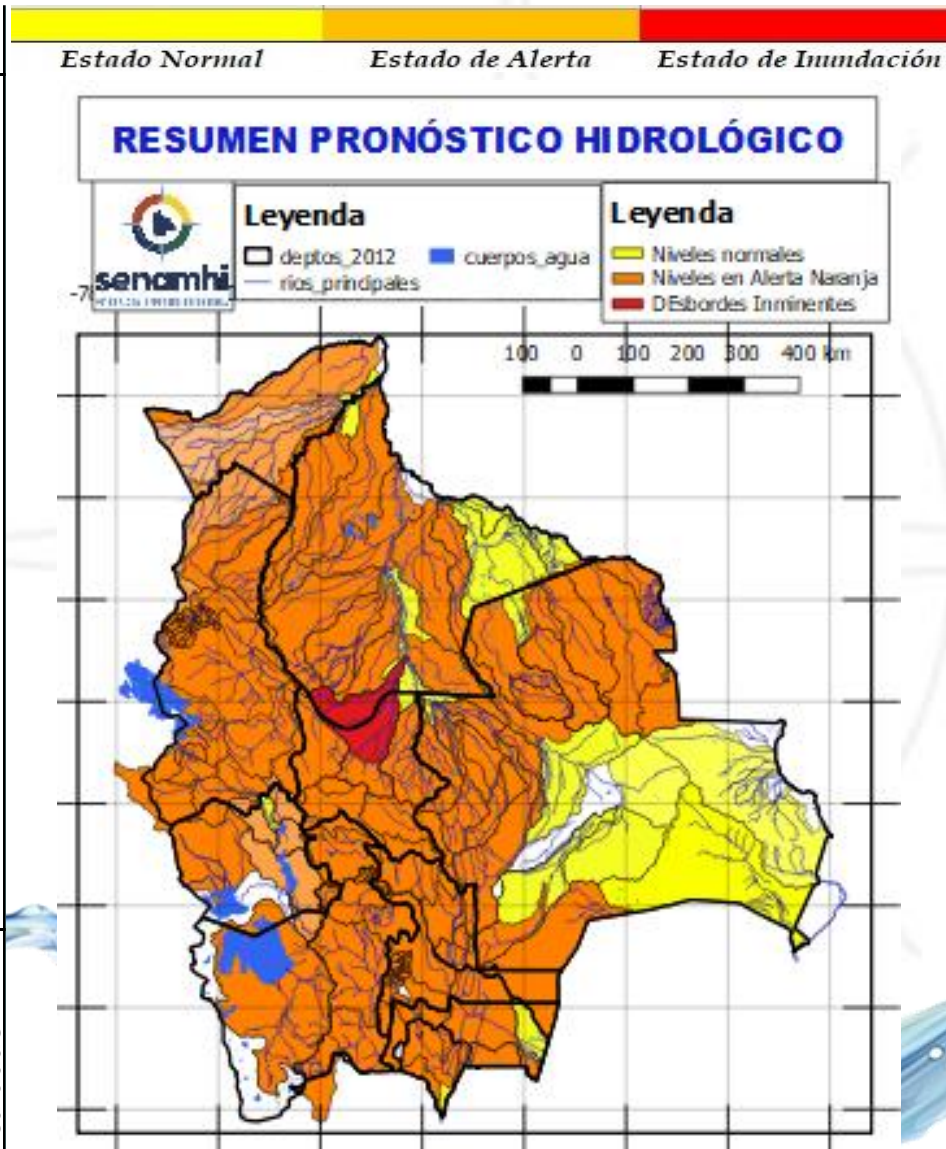 Estado Normal Estado de Alerta Estado de Inundación
RESUMEN PRONÓSTICO HIDROLÓGICO
senamhi
Leyenda
deptos_2012 cuerpos_agua
rios_principales
Leyenda
Niveles normales
Niveles en Alerta Naranja
DEsbordes Inminentes
100 0 100 200 300 400 km